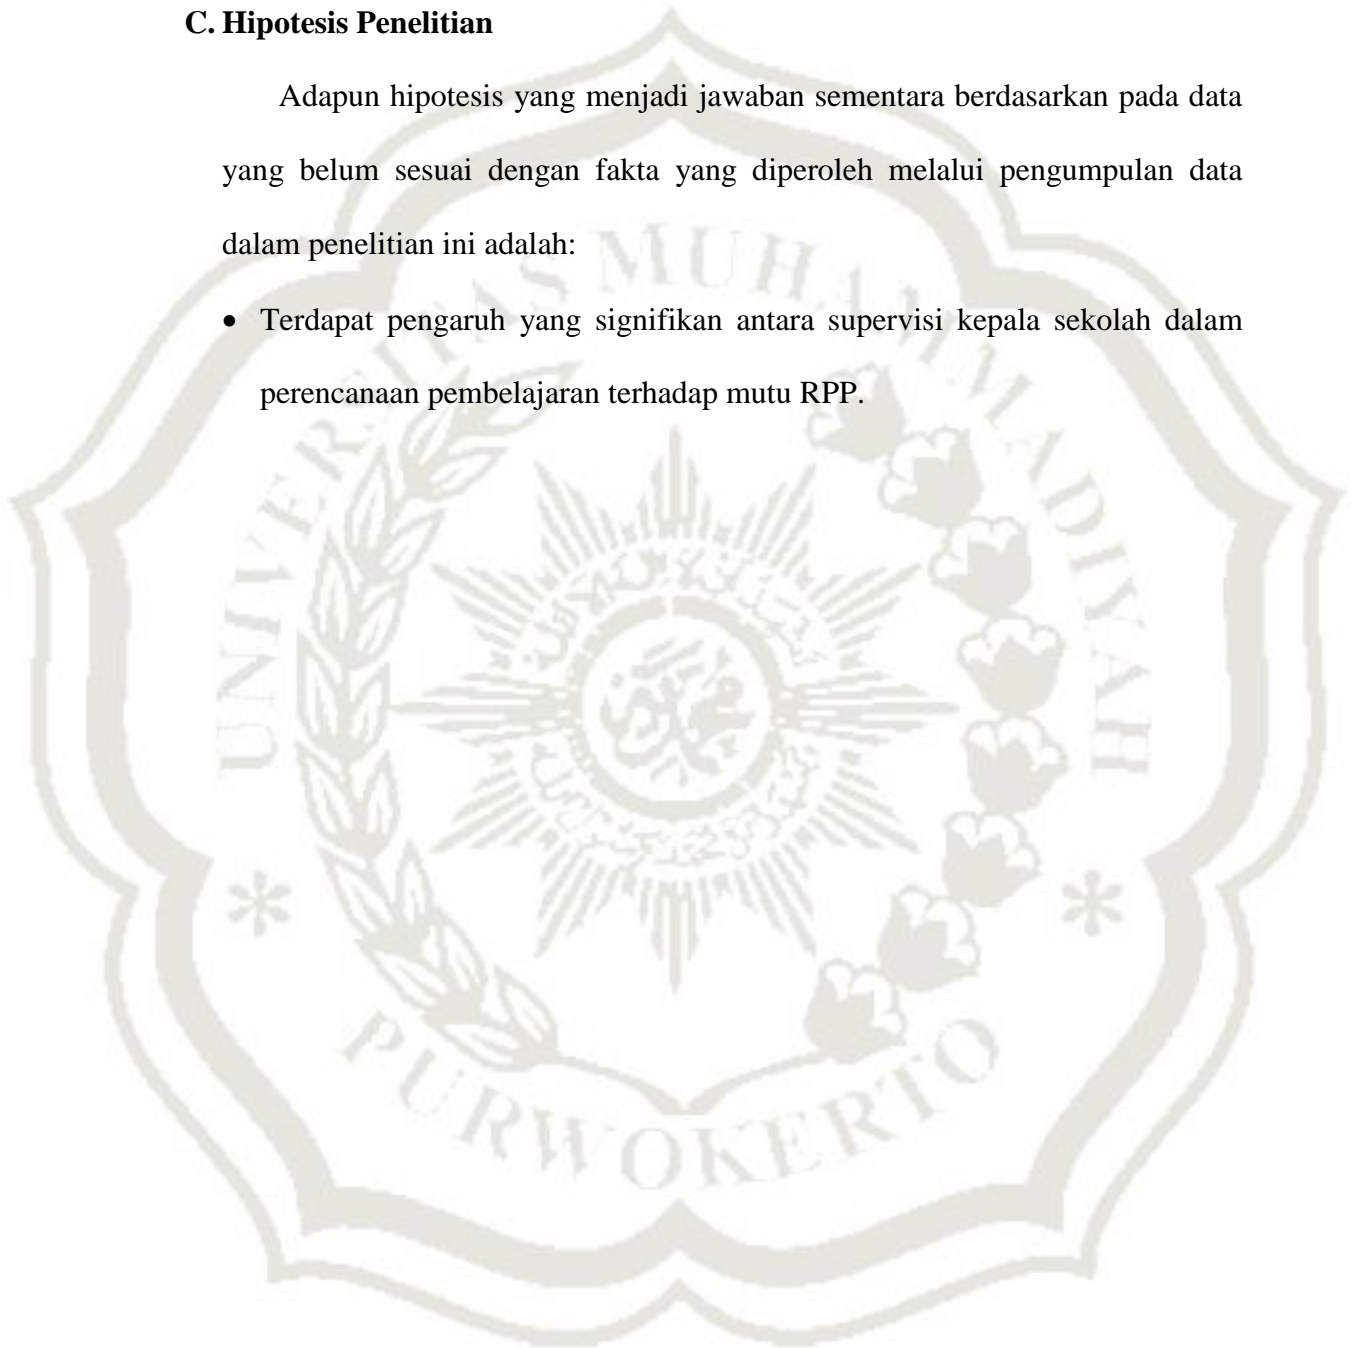 C. Hipotesis Penelitian
Adapun hipotesis yang menjadi jawaban sementara berdasarkan pada data
yang belum sesuai dengan fakta yang diperoleh melalui pengumpulan data
dalam penelitian ini adalah:
• Terdapat pengaruh yang signifikan antara supervisi kepala sekolah dalam
perencanaan pembelajaran terhadap mutu RPP.
UNIVERSITAS MUHAMMADIYAH
PURWOKERTO